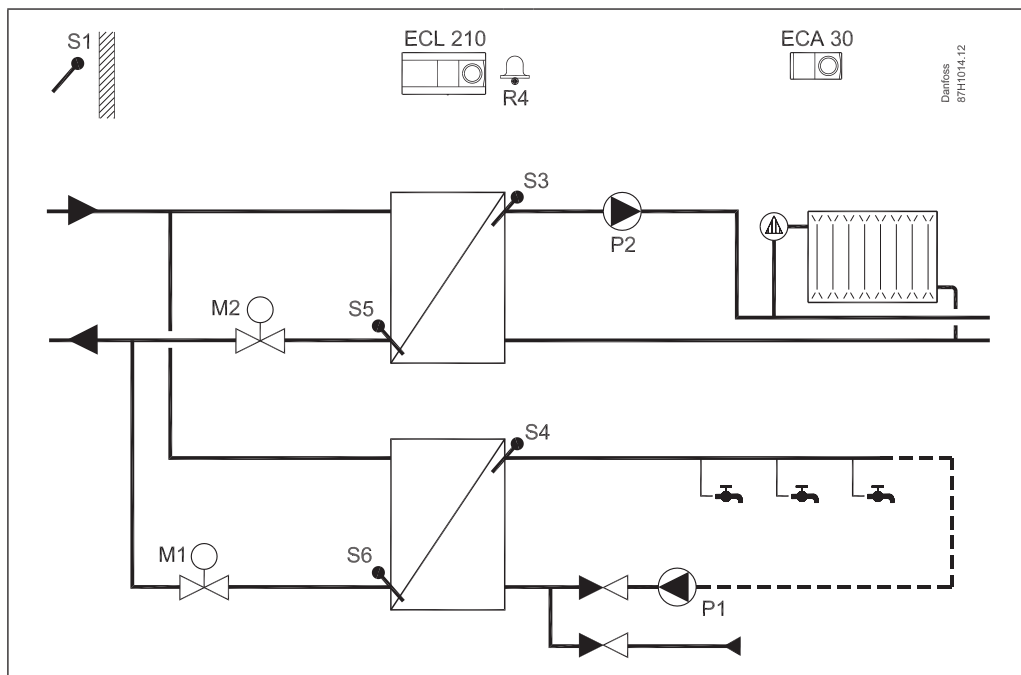 S1
ECL 210
R4
ECA 30
Danfoss
87H1014.12
S3
P2
M2
S5
S4
M1
S6
P1